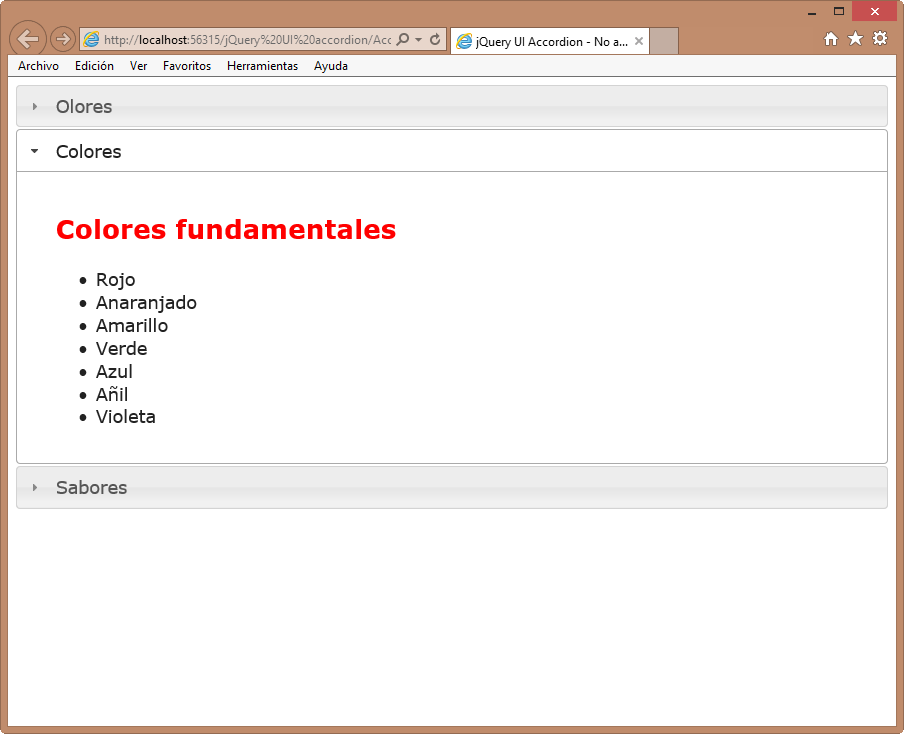 http://localhost:56315/jQuery%20UI%20accordion/Acc
jQuery UI Accordion - No a...
Archivo Edición Ver Favoritos Herramientas Ayuda
Olores
Colores
Colores fundamentales
Rojo
Anaranjado
Amarillo
Verde
Azul
Añil
Violeta
Sabores